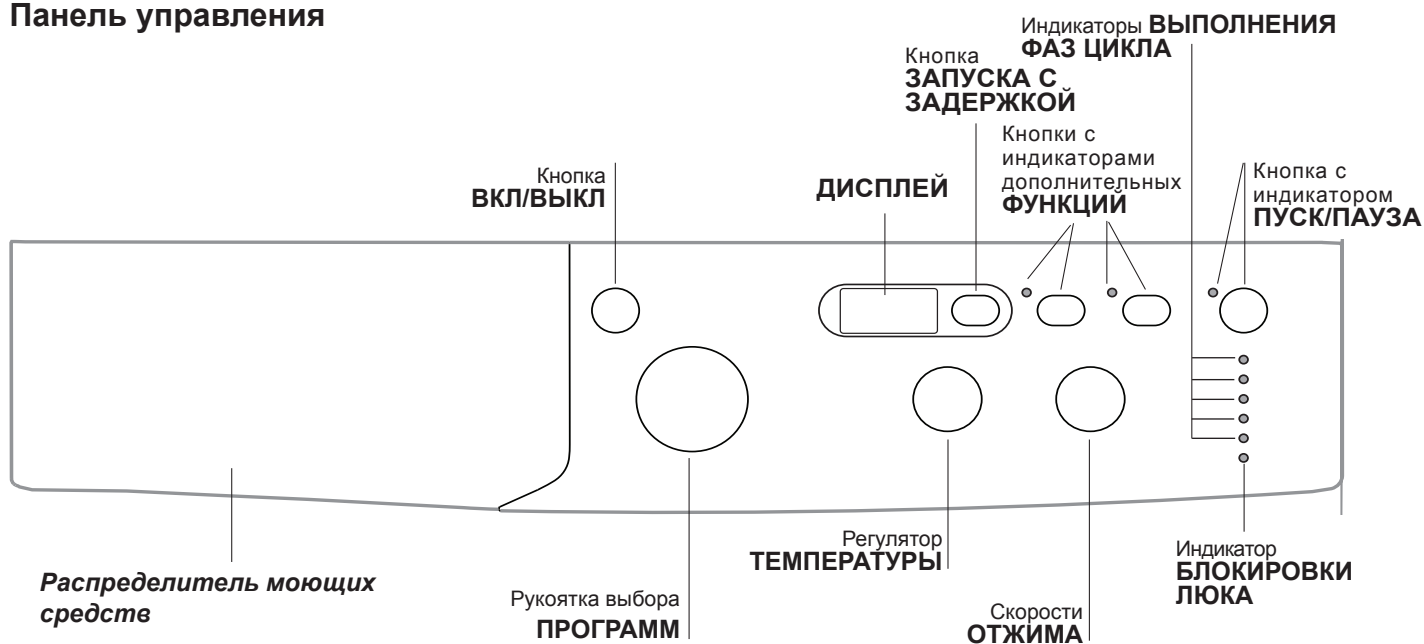 Панель управления
Индикаторы ВЫПОЛНЕНИЯ
ФАЗ ЦИКЛА
Кнопка
ЗАПУСКА С
ЗАДЕРЖКОЙ
Кнопки с
индикаторами
дополнительных
ФУНКЦИЙ
Кнопка с
индикатором
ПУСК/ПАУЗА
Кнопка
ВКЛ/ВЫКЛ
ДИСПЛЕЙ
Распределитель моющих
средств
Рукоятка выбора
ПРОГРАММ
Регулятор
ТЕМПЕРАТУРЫ
Скорости
ОТЖИМА
Индикатор
БЛОКИРОВКИ
ЛЮКА